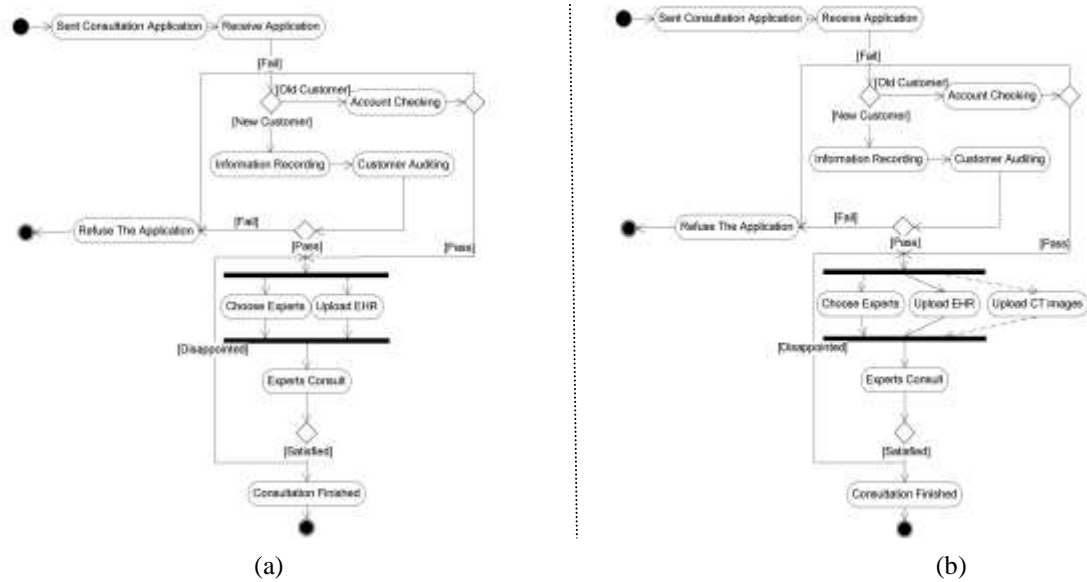 Sent Consultation Application
Receive Application
[Fail]
[Old Customer]
Account Checking
[New Customer]
Information Recording
Customer Auditing
[Fail]
Refuse The Application
[Pass]
[Pass]
Choose Experts
Upload EHR
[Disappointed]
Experts Consult
[Satisfied]
Consultation Finished
(a)
Sent Consultation Application
Receive Application
[Fail]
[Old Customer]
Account Checking
[New Customer]
Information Recording
Customer Auditing
[Fail]
Refuse The Application
[Pass]
[Pass]
Choose Experts
Upload EHR
Upload CT images
[Disappointed]
Experts Consult
[Satisfied]
Consultation Finished
(b)